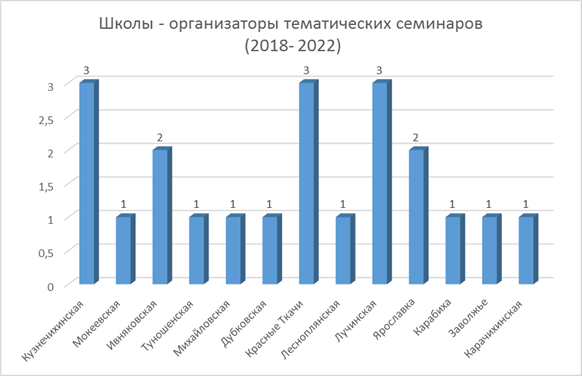 Школы - организаторы тематических семинаров
(2018- 2022)
3
2,5
2
1,5
1
0,5
0
3
1
2
1
1
1
3
1
3
2
1
1
1
Кузнечихинская
Мокеевская
Ивняковская
Туношенская
Михайловская
Дубковская
Красные Ткачи
Леснополянская
Лучинская
Ярославка
Карабиха
Заволжье
Карачихинская